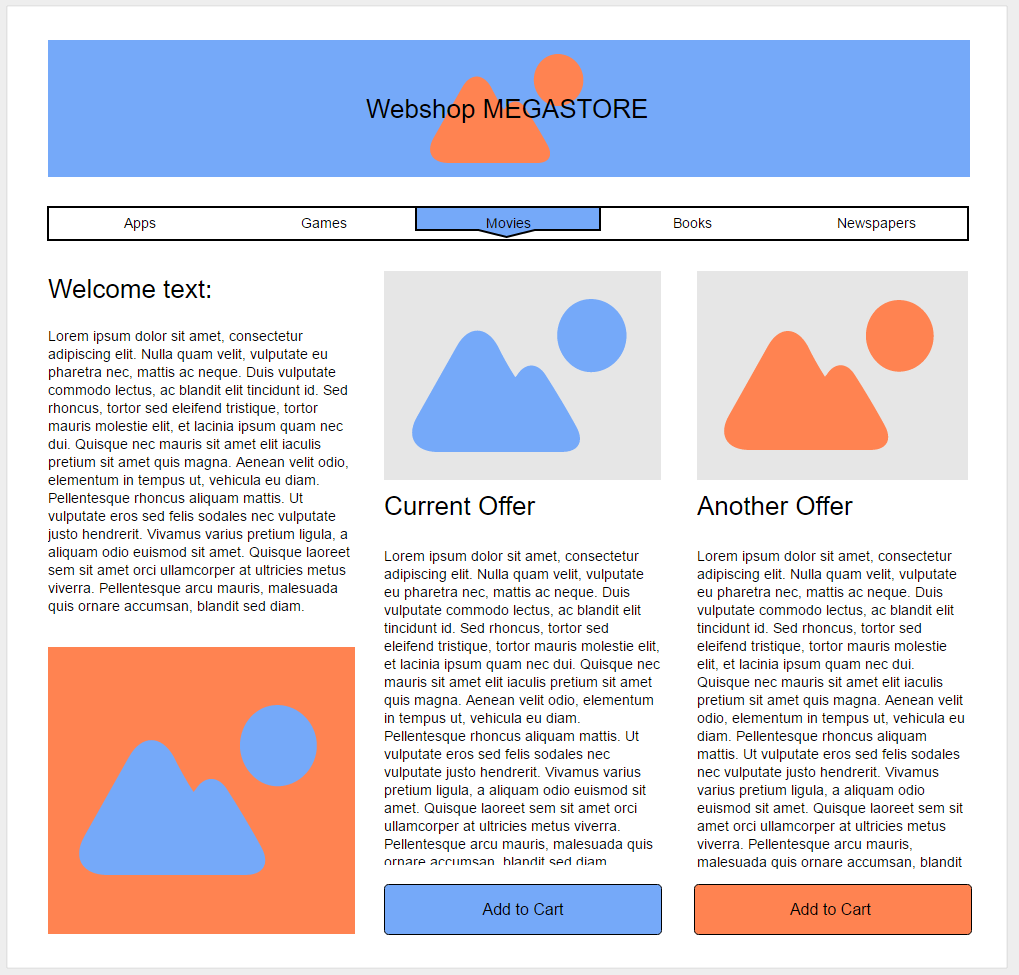 Webshop MEGASTORE
Apps
Games
Movies
Books
Newspapers
Welcome text:
Lorem ipsum dolor sit amet, consectetur
adipiscing elit. Nulla quam velit, vulputate eu
pharetra nec, mattis ac neque. Duis vulputate
commodo lectus, ac blandit elit tincidunt id. Sed
rhoncus, tortor sed eleifend tristique, tortor
mauris molestie elit, et lacinia ipsum quam nec
dui. Quisque nec mauris sit amet elit iaculis
pretium sit amet quis magna. Aenean velit odio,
elementum in tempus ut, vehicula eu diam.
Pellentesque rhoncus aliquam mattis. Ut
vulputate eros sed felis sodales nec vulputate
justo hendrerit. Vivamus varius pretium ligula, a
aliquam odio euismod sit amet. Quisque laoreet
sem sit amet orci ullamcorper at ultricies metus
viverra. Pellentesque arcu mauris, malesuada
quis ornare accumsan, blandit sed diam.
Current Offer
Lorem ipsum dolor sit amet, consectetur
adipiscing elit. Nulla quam velit, vulputate
eu pharetra nec, mattis ac neque. Duis
vulputate commodo lectus, ac blandit elit
tincidunt id. Sed rhoncus, tortor sed
eleifend tristique, tortor mauris molestie elit,
et lacinia ipsum quam nec dui. Quisque nec
mauris sit amet elit iaculis pretium sit amet
quis magna. Aenean velit odio, elementum
in tempus ut, vehicula eu diam.
Pellentesque rhoncus aliquam mattis. Ut
vulputate eros sed felis sodales nec
vulputate justo hendrerit. Vivamus varius
pretium ligula, a aliquam odio euismod sit
amet. Quisque laoreet sem sit amet orci
ullamcorper at ultricies metus viverra.
Pellentesque arcu mauris, malesuada quis
ornare accumsan, blandit sed diam.
Add to Cart
Another Offer
Lorem ipsum dolor sit amet, consectetur
adipiscing elit. Nulla quam velit, vulputate
eu pharetra nec, mattis ac neque. Duis
vulputate commodo lectus, ac blandit elit
tincidunt id. Sed rhoncus, tortor sed
eleifend tristique, tortor mauris molestie
elit, et lacinia ipsum quam nec dui.
Quisque nec mauris sit amet elit iaculis
pretium sit amet quis magna. Aenean velit
odio, elementum in tempus ut, vehicula eu
diam. Pellentesque rhoncus aliquam
mattis. Ut vulputate eros sed felis sodales
nec vulputate justo hendrerit. Vivamus
varius pretium ligula, a aliquam odio
euismod sit amet. Quisque laoreet sem sit
amet orci ullamcorper at ultricies metus
viverra. Pellentesque arcu mauris,
malesuada quis ornare accumsan, blandit
Add to Cart